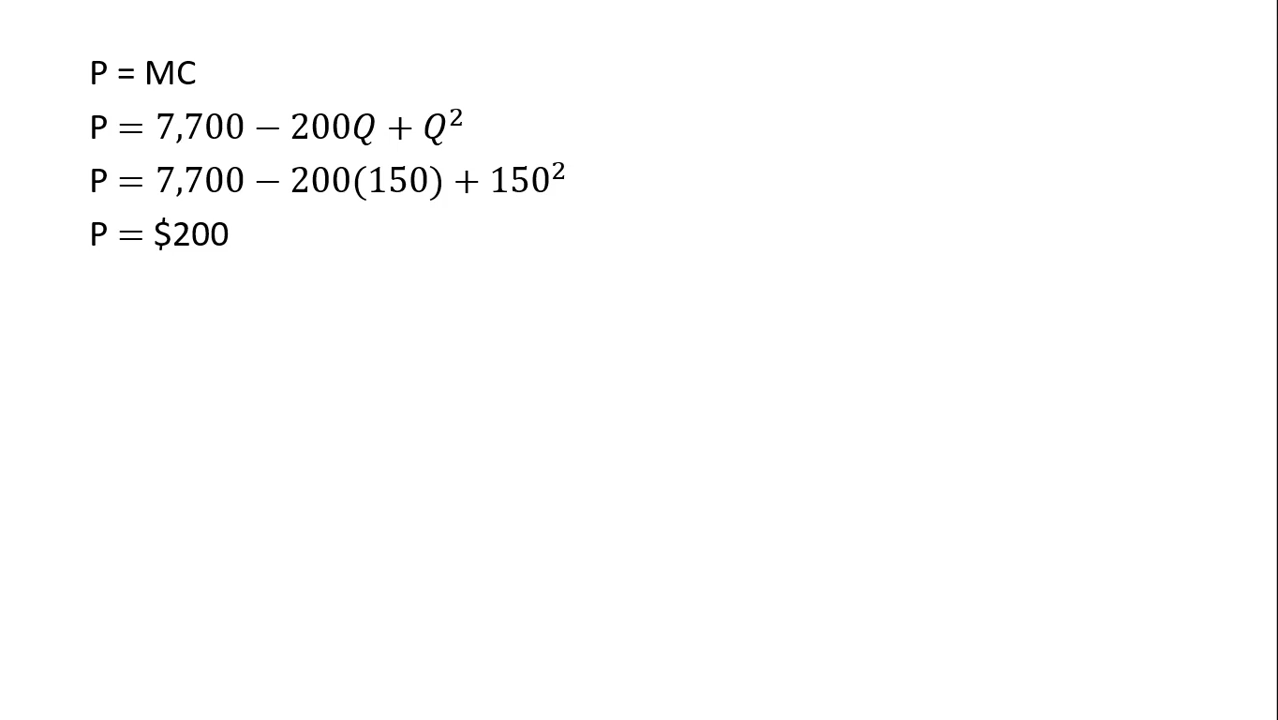 P = MC
P = 7,700 − 200Q + Q²
P = 7,700 − 200(150) + 150²
P = $200